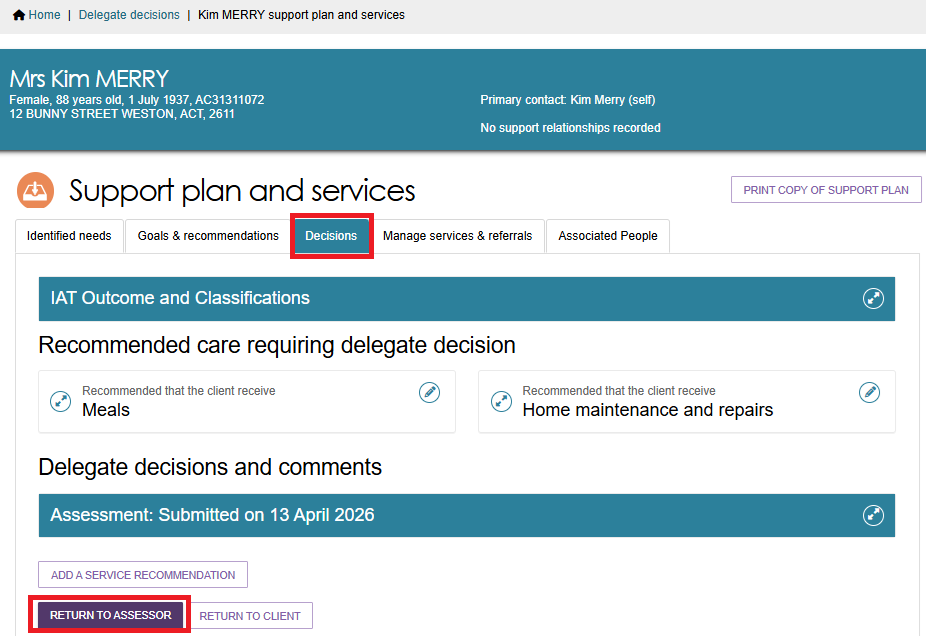 Home | Delegate decisions | Kim MERRY support plan and services
Mrs Kim MERRY
Female, 88 years old, 1 July 1937, AC31311072
12 BUNNY STREET WESTON, ACT, 2611
Primary contact: Kim Merry (self)
No support relationships recorded
Support plan and services
PRINT COPY OF SUPPORT PLAN
Identified needs
Goals & recommendations
Decisions
Manage services & referrals
Associated People
IAT Outcome and Classifications
Recommended care requiring delegate decision
Recommended that the client receive
Meals
Recommended that the client receive
Home maintenance and repairs
Delegate decisions and comments
Assessment: Submitted on 13 April 2026
ADD A SERVICE RECOMMENDATION
RETURN TO ASSESSOR
RETURN TO CLIENT